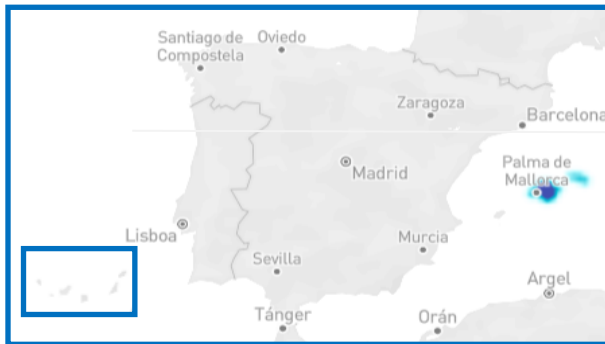 Santiago de
Compostela
Oviedo
Zaragoza
Barcelona
Madrid
Palma de
Mallorca
Lisboa
Murcia
Sevilla
Argel
Tánger
Orán